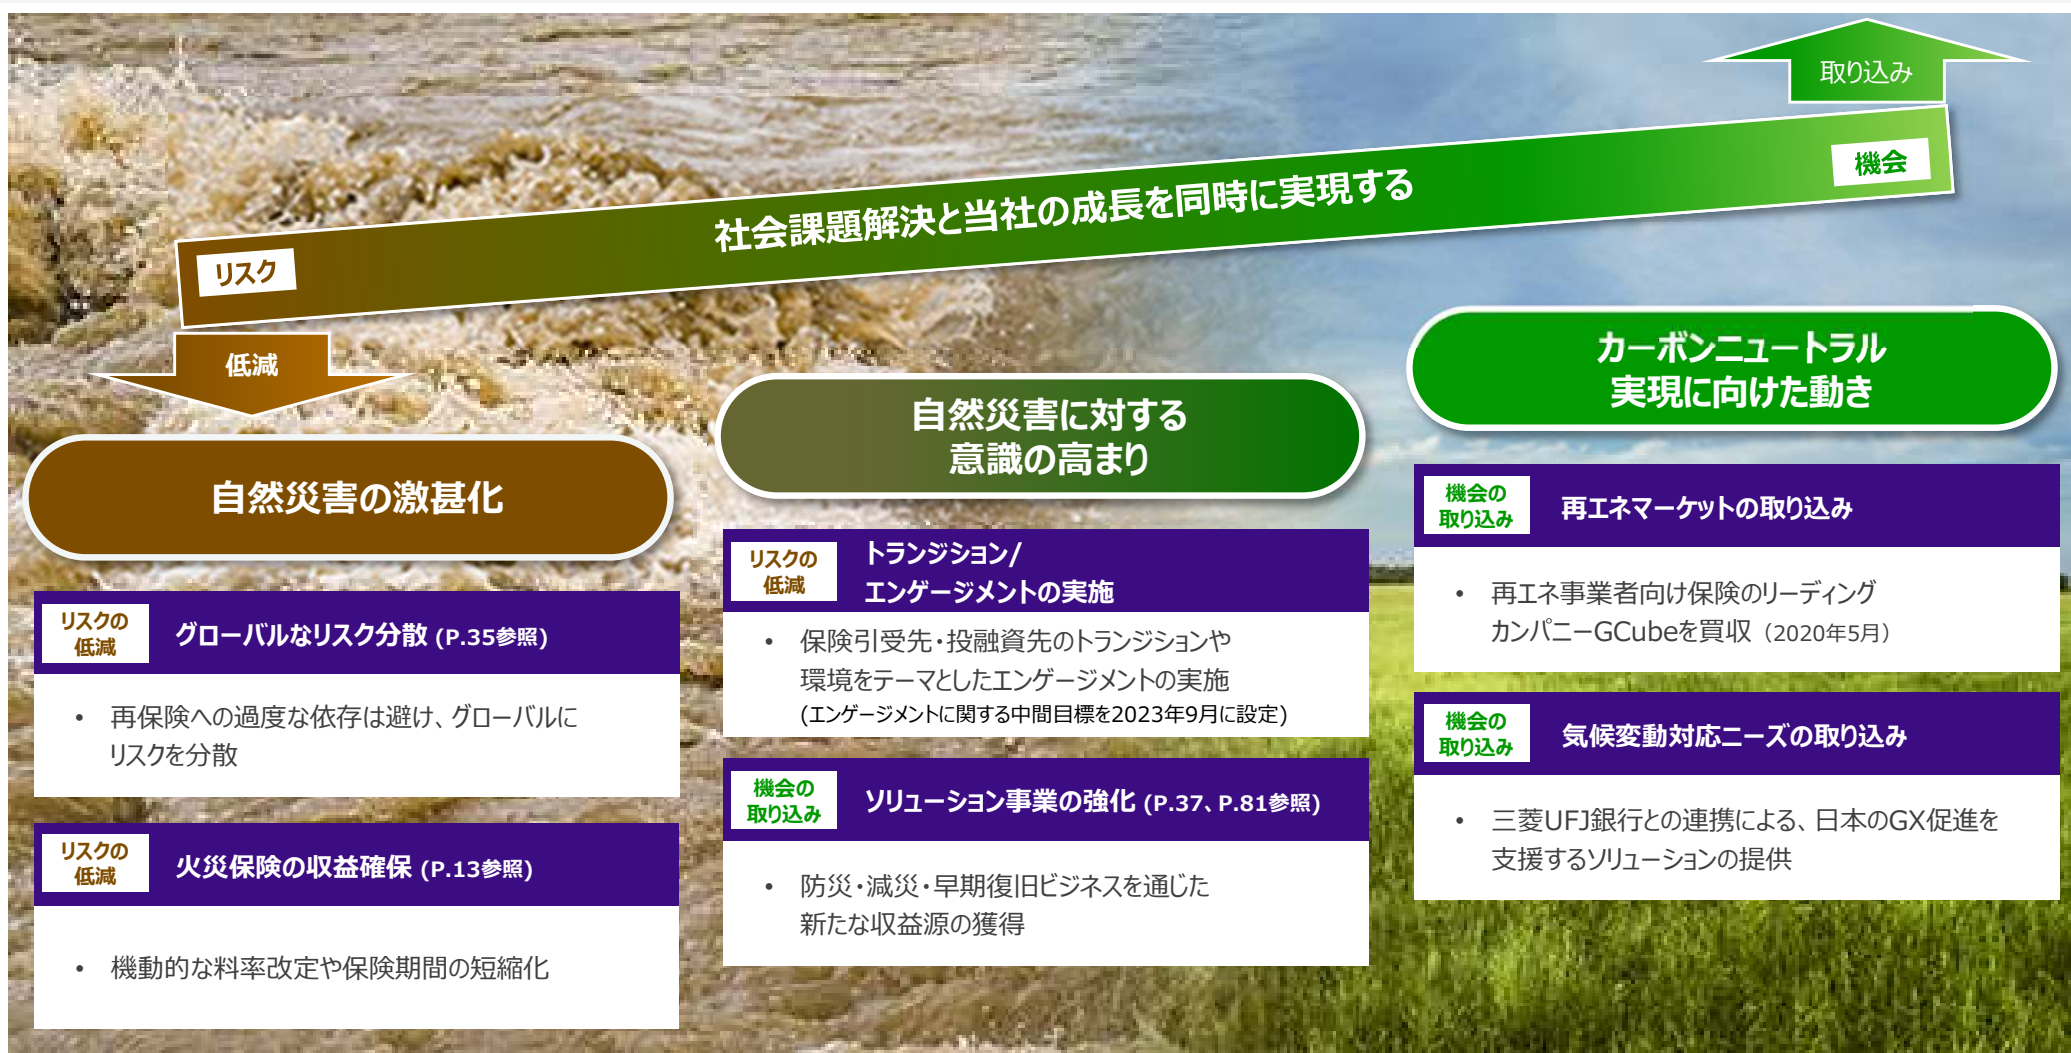 取り込み
機会
社会課題解決と当社の成長を同時に実現する
リスク
低減
自然災害の激甚化
リスクの
低減
グローバルなリスク分散 (P.35参照)
• 再保険への過度な依存は避け、グローバルに
リスクを分散
リスクの
低減
火災保険の収益確保 (P.13参照)
• 機動的な料率改定や保険期間の短縮化
自然災害に対する
意識の高まり
リスクの
低減
トランジション/
エンゲージメントの実施
• 保険引受先・投融資先のトランジションや
環境をテーマとしたエンゲージメントの実施
(エンゲージメントに関する中間目標を2023年9月に設定)
機会の
取り込み
ソリューション事業の強化 (P.37、P.81参照)
• 防災・減災・早期復旧ビジネスを通じた
新たな収益源の獲得
カーボンニュートラル
実現に向けた動き
機会の
取り込み
再エネマーケットの取り込み
• 再エネ事業者向け保険のリーディング
カンパニーGCubeを買収（2020年5月）
機会の
取り込み
気候変動対応ニーズの取り込み
• 三菱UFJ銀行との連携による、日本のGX促進を
支援するソリューションの提供